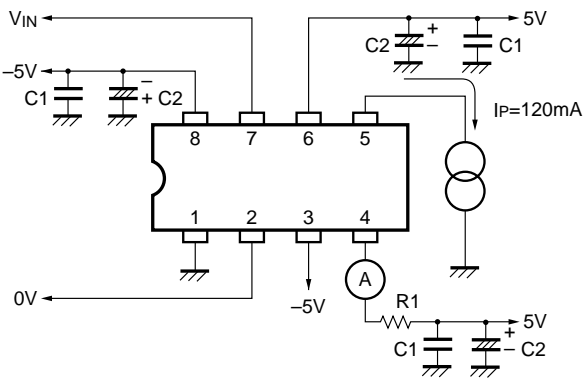 VIN
5V
C2
+
–
C1
–5V
C1
–
+ C2
IP=120mA
8 7 6 5
1 2 3 4
A
0V
–5V
R1
5V
C1
+
– C2